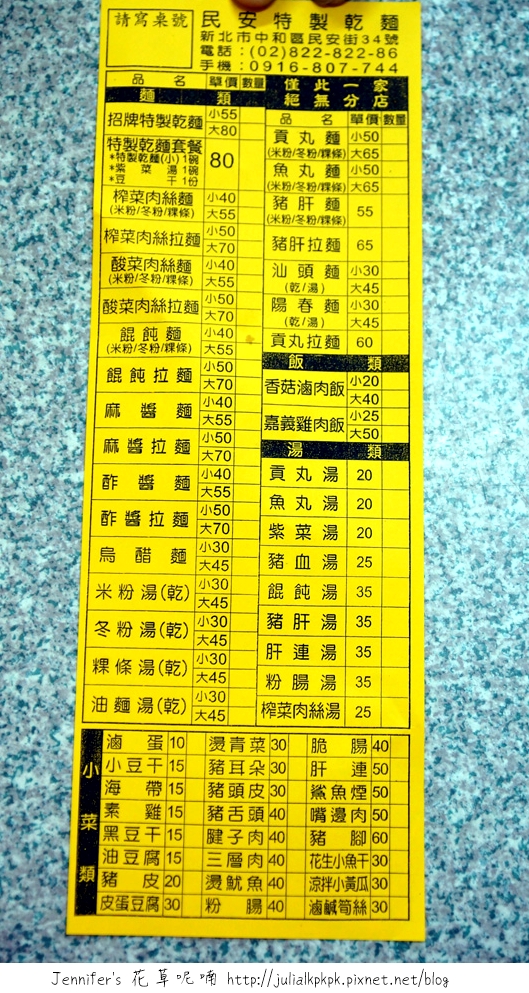 請寫桌號
民安特製乾麵
新北市中和區民安街34號
電話：(02)822-822-86
手機：0916-807-744
品名 單價 數量
麵類
招牌特製乾麵 小55 大80
特製乾麵套餐 80
*特製乾麵(小)1碗
*紫菜湯1碗
*豆干1份
榨菜肉絲麵 小40 大55
(米粉/冬粉/粿條)
榨菜肉絲拉麵 小50 大70
酸菜肉絲麵 小40 大55
(米粉/冬粉/粿條)
酸菜肉絲拉麵 小50 大70
餛飩麵 小40 大55
(米粉/冬粉/粿條)
餛飩拉麵 小50 大70
麻醬麵 小40 大55
麻醬拉麵 小50 大70
酢醬麵 小40 大55
酢醬拉麵 小50 大70
烏醋麵 小30 大45
米粉湯(乾) 小30 大45
冬粉湯(乾) 小30 大45
粿條湯(乾) 小30 大45
油麵湯(乾) 小30 大45
僅此一家
絕無分店
品名 單價 數量
貢丸麵 小50 大65
(米粉/冬粉/粿條)
魚丸麵 小50 大65
(米粉/冬粉/粿條)
豬肝麵 55
(米粉/冬粉/粿條)
豬肝拉麵 65
汕頭麵 小30 大45
(乾/湯)
陽春麵 小30 大45
(乾/湯)
貢丸拉麵 60
飯類
香菇滷肉飯 小20 大40
嘉義雞肉飯 小25 大50
湯類
貢丸湯 20
魚丸湯 20
紫菜湯 20
豬血湯 25
餛飩湯 35
豬肝湯 35
肝連湯 35
粉腸湯 35
榨菜肉絲湯 25
小菜類
滷蛋 10 燙青菜 30 脆腸 40
小豆干 15 豬耳朵 30 肝連 50
海帶 15 豬頭皮 30 鯊魚煙 50
素雞 15 豬舌頭 40 嘴邊肉 50
黑豆干 15 腱子肉 40 豬腳 60
油豆腐 15 三層肉 40 花生小魚干 30
豬皮 20 燙魷魚 40 涼拌小黃瓜 30
皮蛋豆腐 30 粉腸 40 滷鹹筍絲 30
Jennifer's 花草呢喃 http://julialkpkpk.pixnet.net/blog